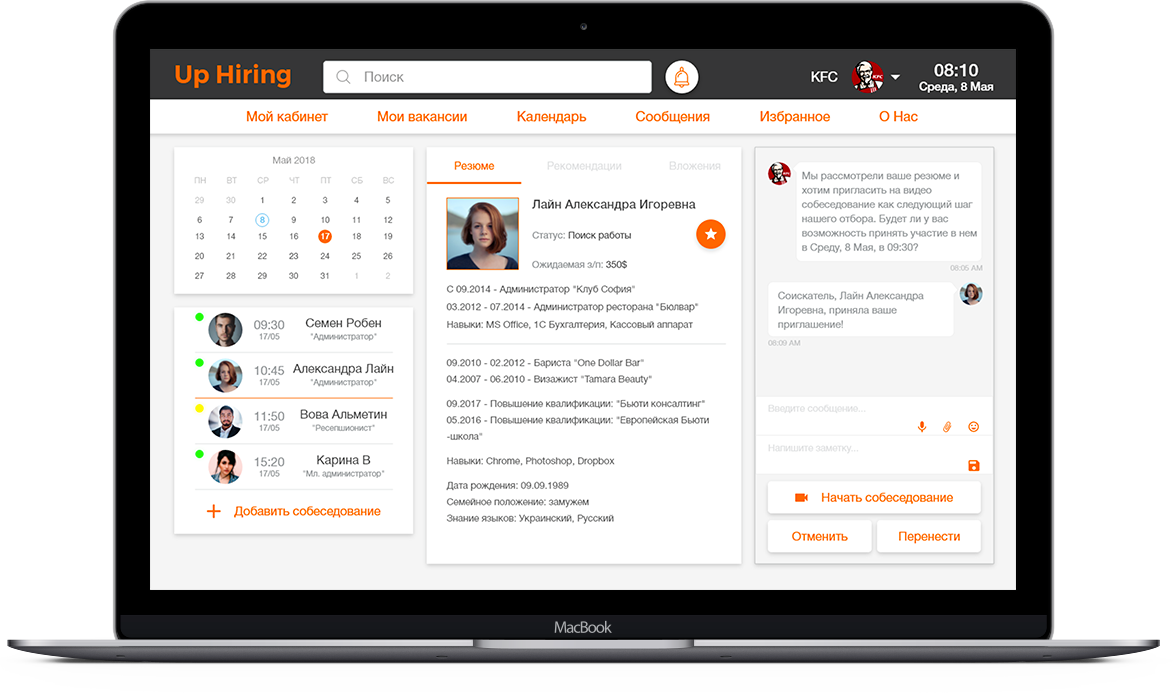 Up Hiring
Поиск
KFC
KFC
08:10
Среда, 8 Мая
Мой кабинет
Мои вакансии
Календарь
Сообщения
Избранное
О Нас
Май 2018
ПН ВТ СР ЧТ ПТ СБ ВС
29 30 1 2 3 4 5
6 7 8 9 10 11 12
13 14 15 16 17 18 19
20 21 22 23 24 25 26
27 28 29 30 31 1 2
09:30 Семен Робен
17/05 "Администратор"
10:45 Александра Лайн
17/05 "Администратор"
11:50 Вова Альметин
17/05 "Ресепшионист"
15:20 Карина В
17/05 "Мл. администратор"
Добавить собеседование
Резюме
Рекомендации
Вложения
Лайн Александра Игоревна
Статус: Поиск работы
Ожидаемая з/п: 350$
С 09.2014 - Администратор "Клуб София"
03.2012 - 07.2014 - Администратор ресторана "Бюлвар"
Навыки: MS Office, 1С Бухгалтерия, Кассовый аппарат
09.2010 - 02.2012 - Бариста "One Dollar Bar"
04.2007 - 06.2010 - Визажист "Tamara Beauty"
09.2017 - Повышение квалификации: "Бьюти консалтинг"
05.2016 - Повышение квалификации: "Европейская Бьюти
-школа"
Навыки: Chrome, Photoshop, Dropbox
Дата рождения: 09.09.1989
Семейное положение: замужем
Знание языков: Украинский, Русский
Мы рассмотрели ваше резюме и
хотим пригласить на видео
собеседование как следующий шаг
нашего отбора. Будет ли у вас
возможность принять участие в нем
в Среду, 8 Мая, в 09:30?
08:05 AM
Соискатель, Лайн Александра
Игоревна, приняла ваше
приглашение!
08:09 AM
Введите сообщение...
Напишите заметку...
Начать собеседование
Отменить
Перенести
MacBook